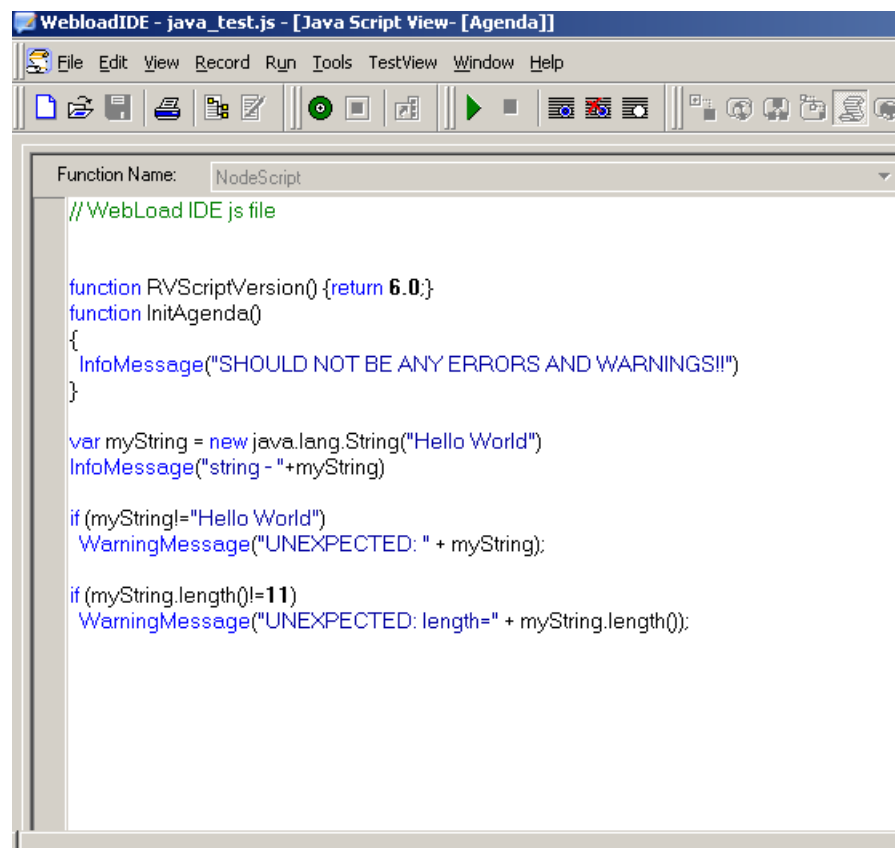 WebloadIDE - java_test.js - [Java Script View- [Agenda]]
File Edit View Record Run Tools TestView Window Help
Function Name: NodeScript
// WebLoad IDE js file
function RVScriptVersion() {return 6.0;}
function InitAgenda()
{
InfoMessage("SHOULD NOT BE ANY ERRORS AND WARNINGS!!")
}
var myString = new java.lang.String("Hello World")
InfoMessage("string - "+myString)
if (myString!="Hello World")
WarningMessage("UNEXPECTED: " + myString);
if (myString.length()!=11)
WarningMessage("UNEXPECTED: length=" + myString.length());